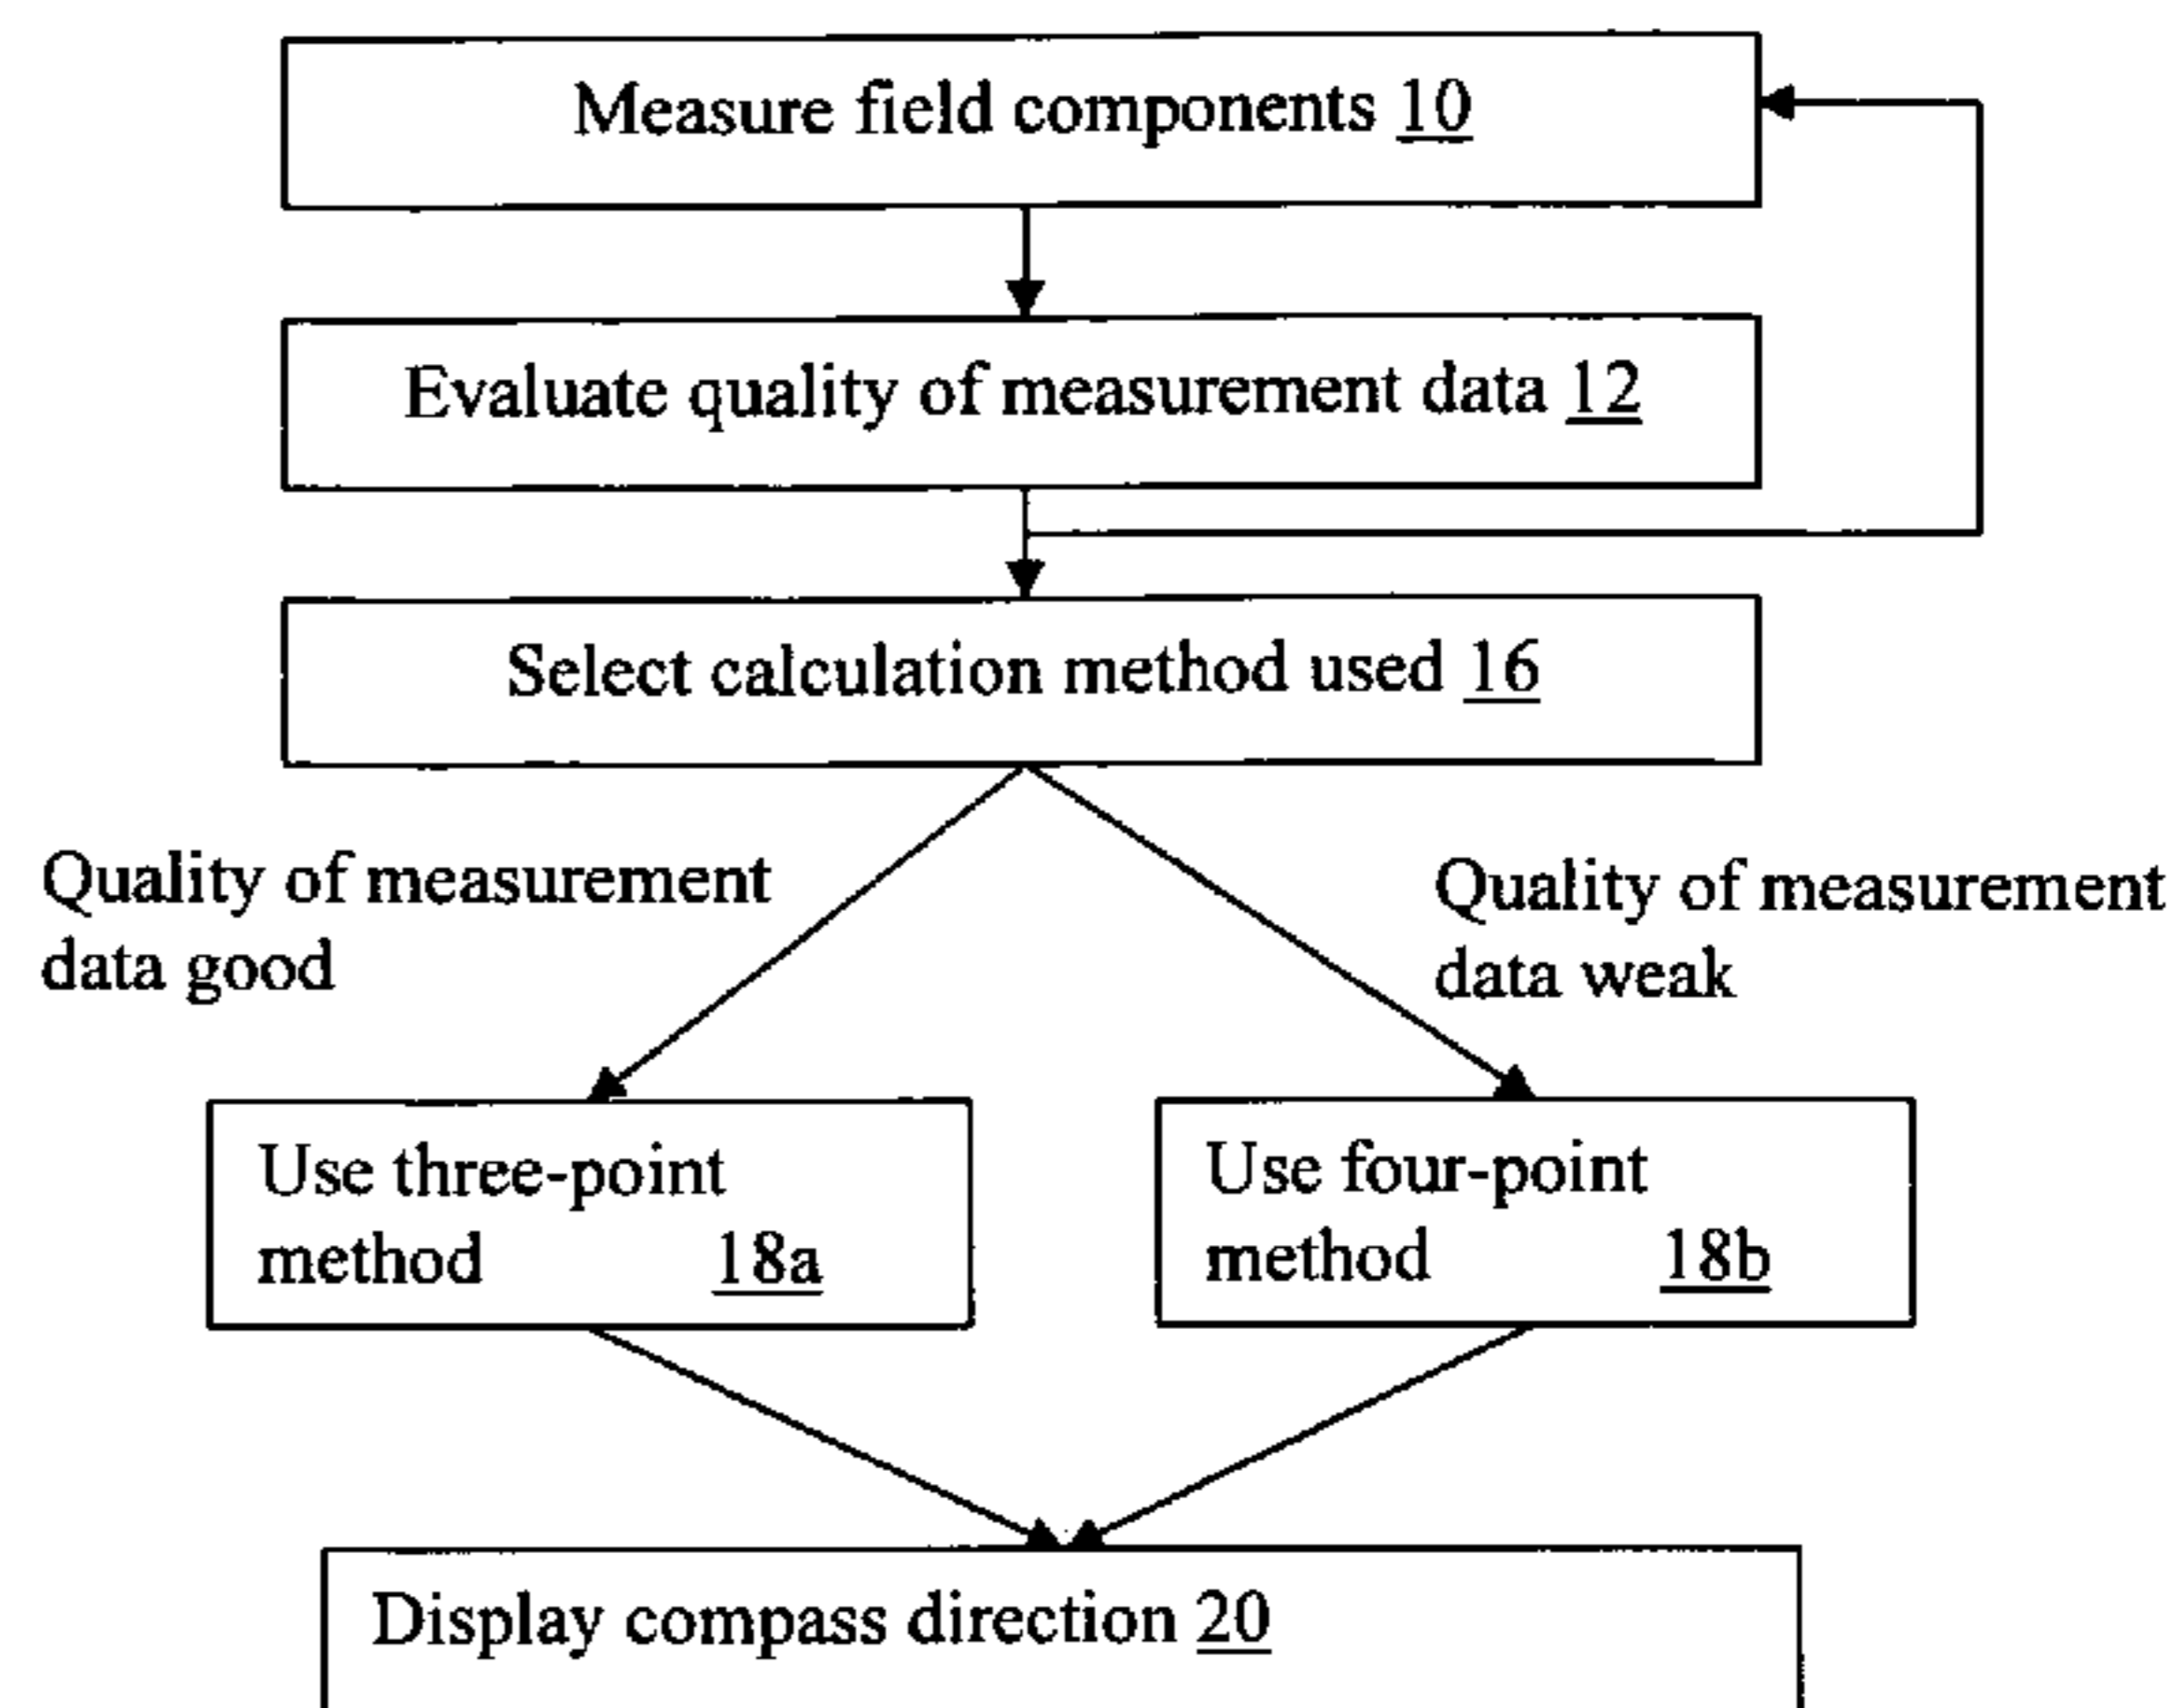 Measure field components 10
Evaluate quality of measurement data 12
Select calculation method used 16
Quality of measurement
data good
Quality of measurement
data weak
Use three-point
method 18a
Use four-point
method 18b
Display compass direction 20